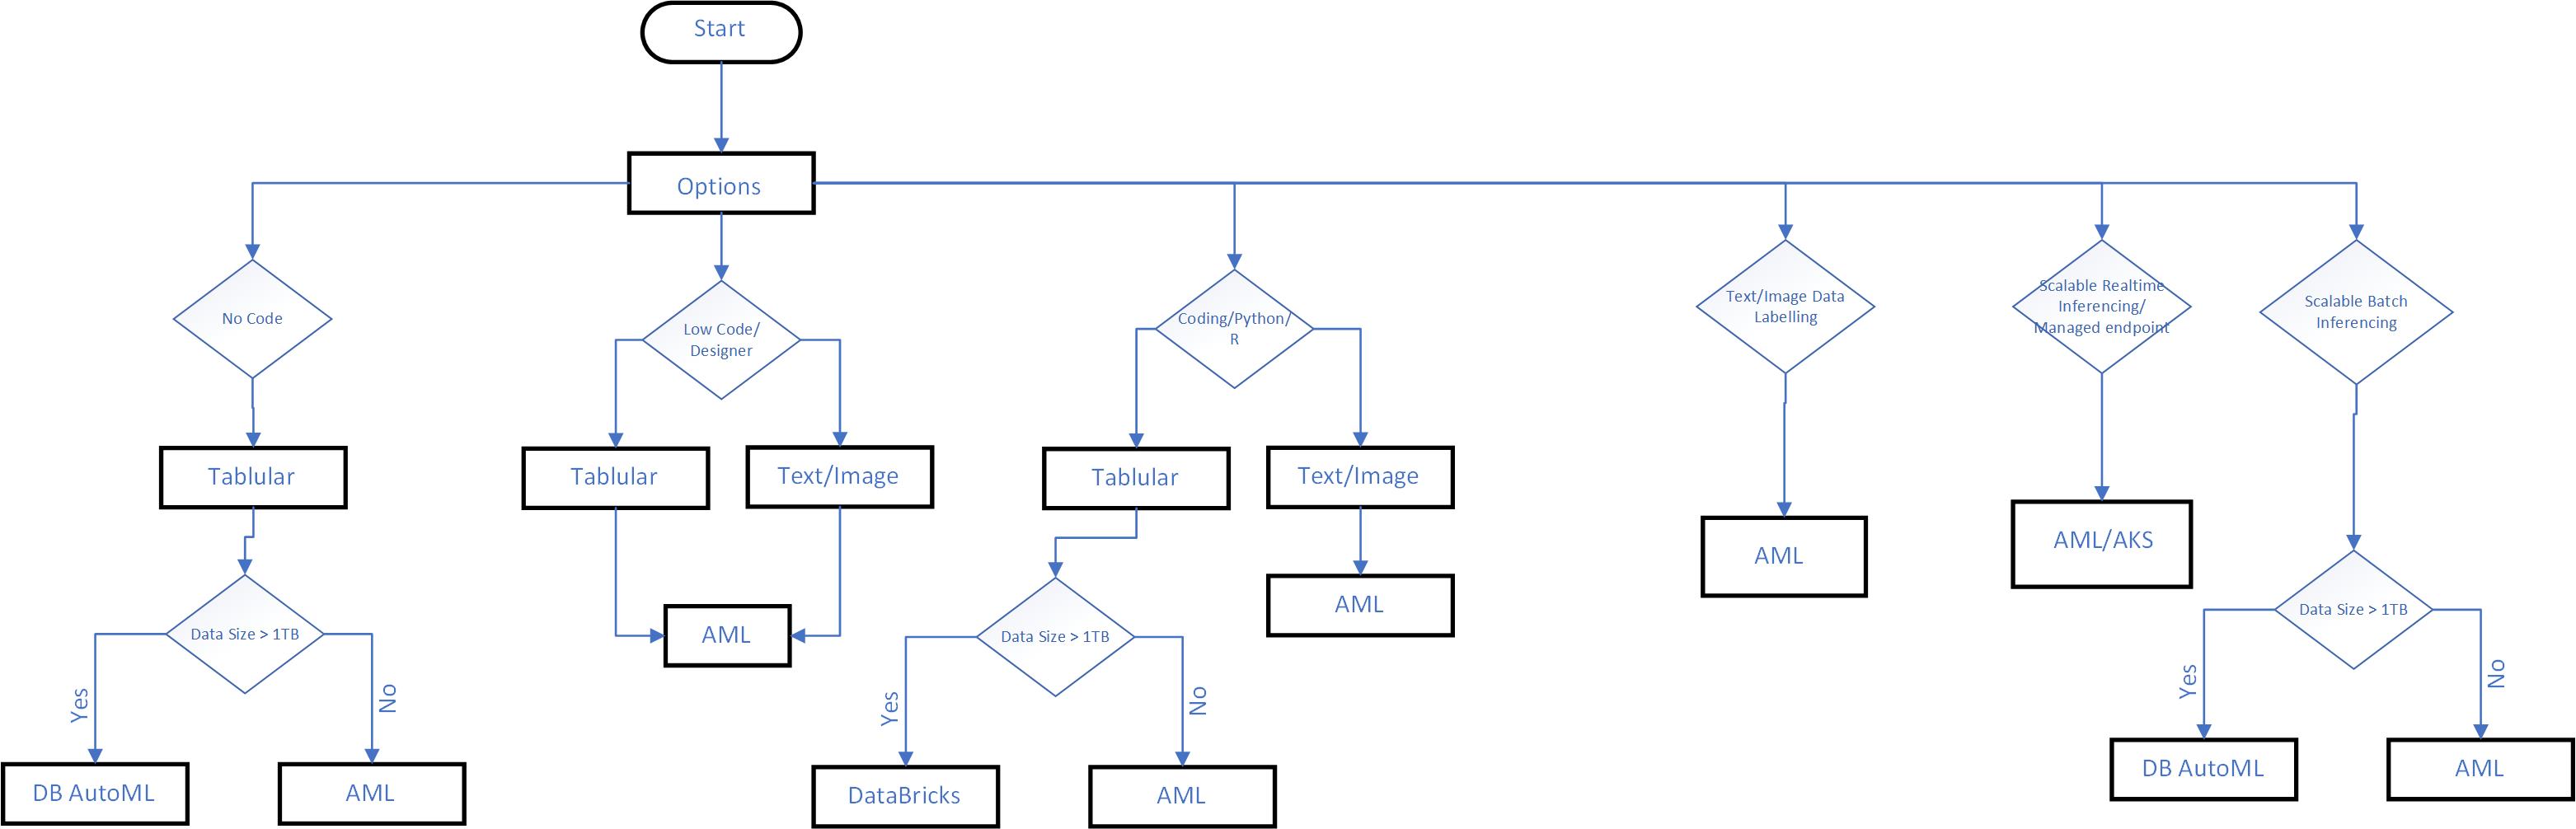 Start
Options
No Code
Low Code/
Designer
Coding/Python/
R
Text/Image Data
Labelling
Scalable Realtime
Inferencing/
Managed endpoint
Scalable Batch
Inferencing
Tablular
Tablular
Text/Image
Tablular
Text/Image
AML
AML/AKS
Data Size > 1TB
Yes
No
AML
Data Size > 1TB
Yes
No
AML
Data Size > 1TB
Yes
No
DB AutoML
AML
DataBricks
AML
DB AutoML
AML